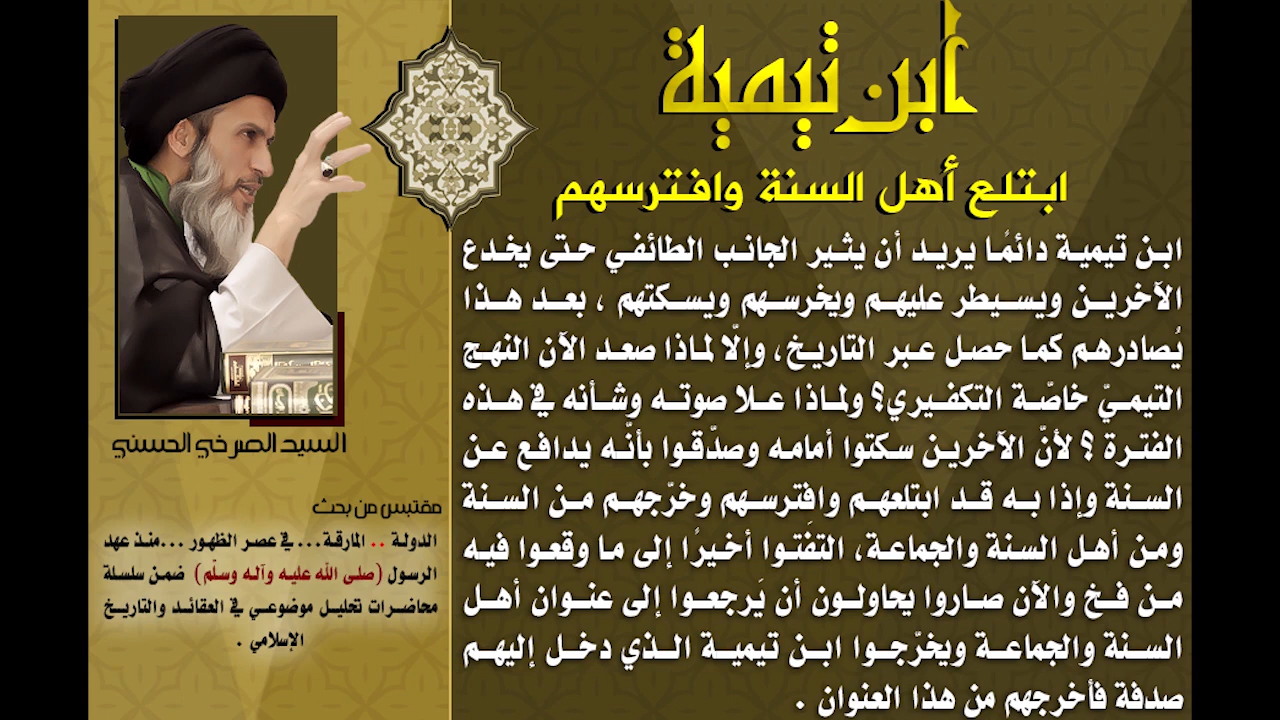 ابن تيمية
ابتلع أهل السنة وافترسهم
ابن تيمية دائمًا يريد أن يثير الجانب الطائفي حتى يخدع
الآخرين ويسيطر عليهم ويخرسهم ويسكتهم ، بعد هذا
يُصادرهم كما حصل عبر التاريخ، وإلّا لماذا صعد الآن النهج
التيميّ خاصّة التكفيري؟ ولماذا علا صوته وشأنه في هذه
الفترة ؟ لأنّ الآخرين سكتوا أمامه وصدّقوا بأنّه يدافع عن
السنة وإذا به قد ابتلعهم وافترسهم وخرّجهم من السنة
ومن أهل السنة والجماعة، التفَتوا أخيرًا إلى ما وقعوا فيه
من فخ والآن صاروا يحاولون أن يَرجعوا إلى عنوان أهل
السنة والجماعة ويخرّجوا ابن تيمية الذي دخل إليهم
صدفة فأخرجهم من هذا العنوان .
السيد الصرخي الحسني
مقتبس من بحث
الدولة .. المارقة...في عصر الظهور ...منذ عهد
الرسول (صلى الله عليه وآله وسلّم) ضمن سلسلة
محاضرات تحليل موضوعي في العقائد والتاريخ
الإسلامي .